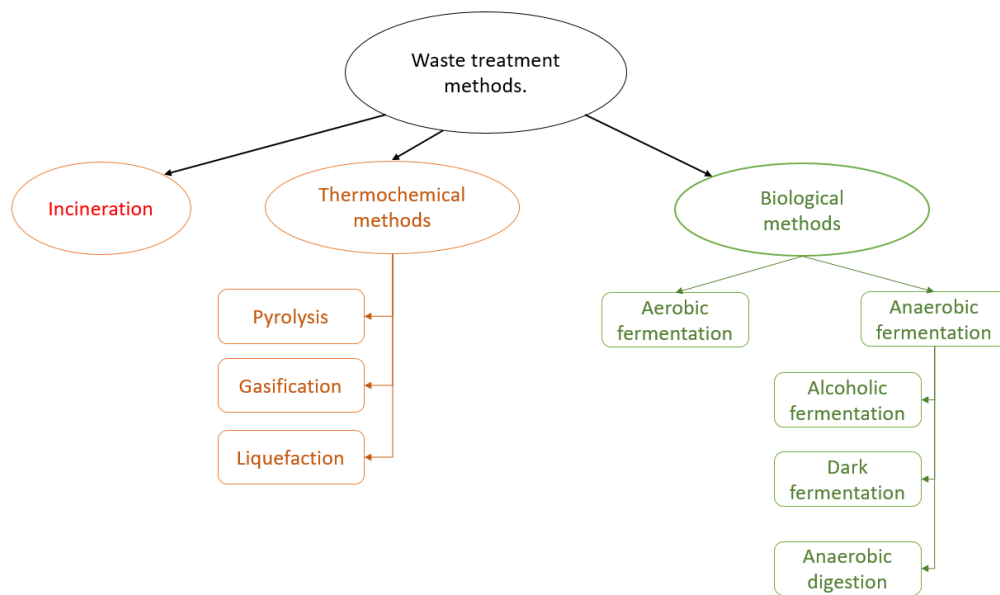 Waste treatment
methods.
Incineration
Thermochemical
methods
Biological
methods
Pyrolysis
Gasification
Liquefaction
Aerobic
fermentation
Anaerobic
fermentation
Alcoholic
fermentation
Dark
fermentation
Anaerobic
digestion